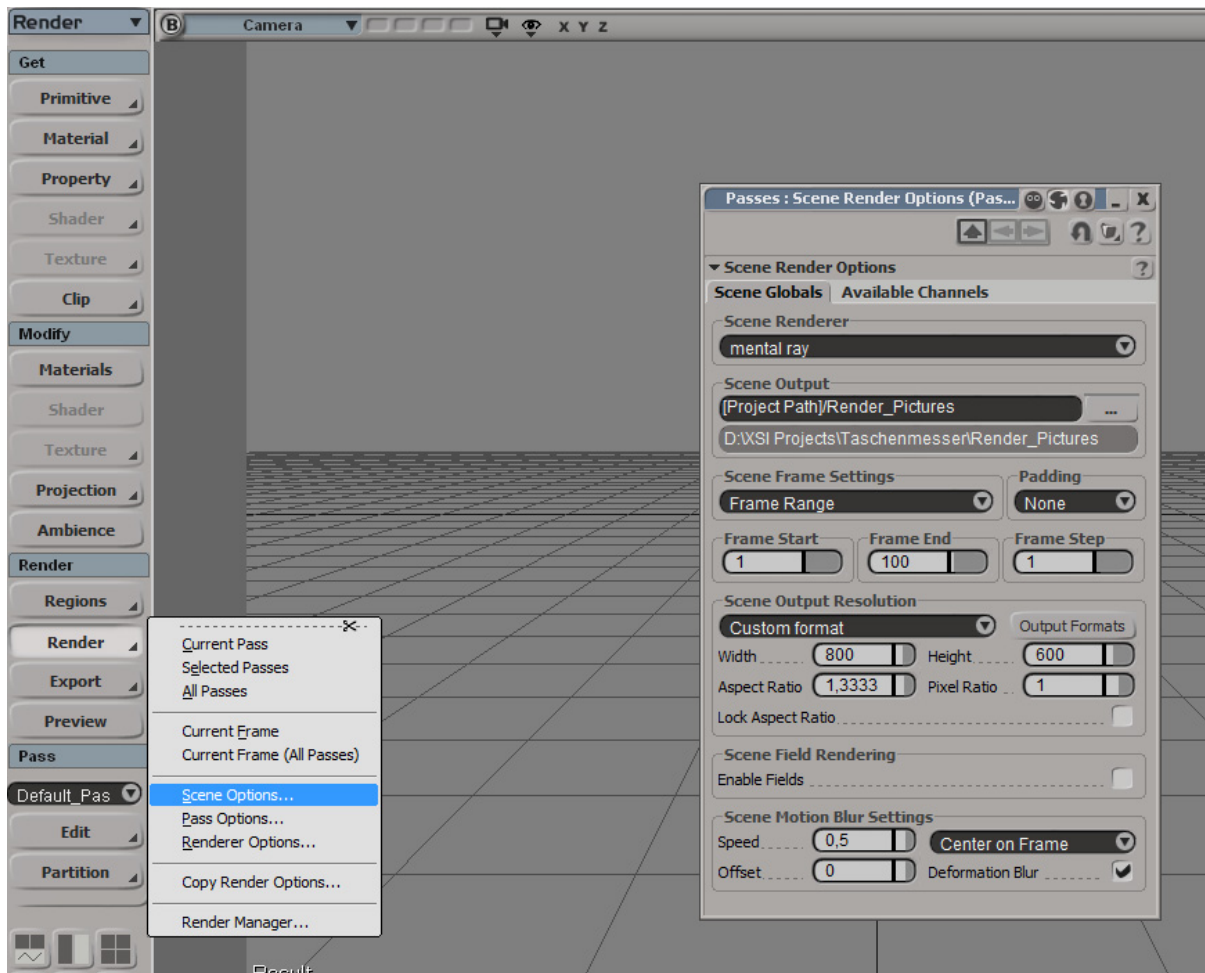 Render
B Camera X Y Z
Get
Primitive
Material
Property
Shader
Texture
Clip
Modify
Materials
Shader
Texture
Projection
Ambience
Render
Regions
Render
Export
Preview
Pass
Default_Pas
Edit
Partition
Current Pass
Selected Passes
All Passes
Current Frame
Current Frame (All Passes)
Scene Options...
Pass Options...
Renderer Options...
Copy Render Options...
Render Manager...
Passes : Scene Render Options (Pas...
Scene Render Options
?
?
Scene Globals Available Channels
Scene Renderer
mental ray
Scene Output
[Project Path]/Render_Pictures ...
D:\XSI Projects\Taschenmesser\Render_Pictures
Scene Frame Settings Padding
Frame Range None
Frame Start Frame End Frame Step
1 100 1
Scene Output Resolution
Custom format Output Formats
Width 800 Height 600
Aspect Ratio 1,3333 Pixel Ratio 1
Lock Aspect Ratio
Scene Field Rendering
Enable Fields
Scene Motion Blur Settings
Speed 0,5 Center on Frame
Offset 0 Deformation Blur